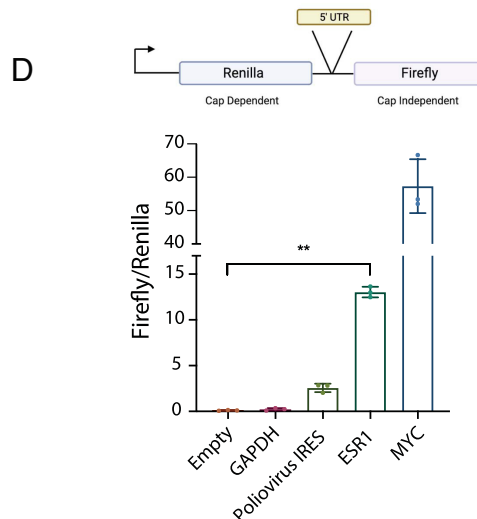 D
5' UTR
Renilla
Firefly
Cap Dependent
Cap Independent
Firefly/Renilla
70
60
50
40
15
10
5
0
**
Empty
GAPDH
Poliovirus IRES
ESR1
MYC